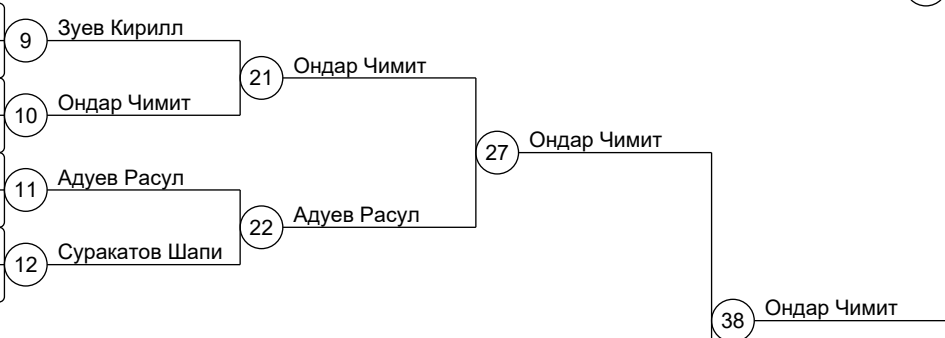 9 Зуев Кирилл
21 Ондар Чимит
10 Ондар Чимит
27 Ондар Чимит
11 Адуев Расул
22 Адуев Расул
12 Суракатов Шапи
38 Ондар Чимит